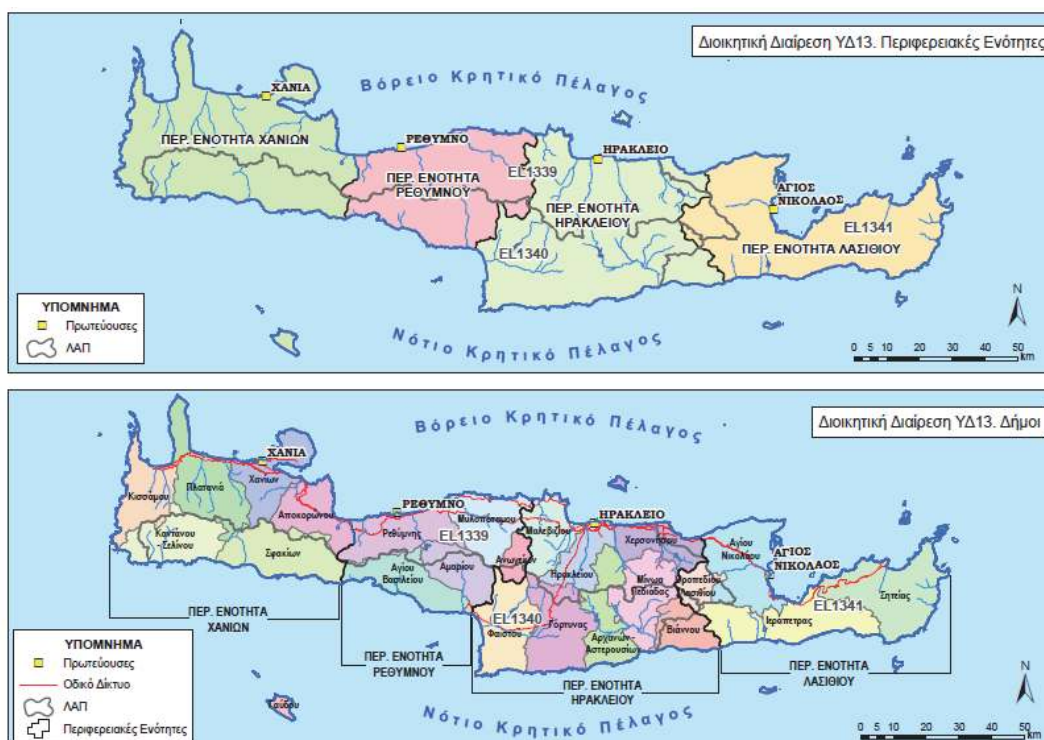 Διοικητική Διαίρεση ΥΔ13. Περιφερειακές Ενότητες
Βόρειο Κρητικό Πέλαγος
ΧΑΝΙΑ
ΠΕΡ. ΕΝΟΤΗΤΑ ΧΑΝΙΩΝ
ΡΕΘΥΜΝΟ
ΠΕΡ. ΕΝΟΤΗΤΑ
ΡΕΘΥΜΝΟΥ
EL1339
ΗΡΑΚΛΕΙΟ
ΠΕΡ. ΕΝΟΤΗΤΑ
ΗΡΑΚΛΕΙΟΥ
EL1340
ΑΓΙΟΣ
ΝΙΚΟΛΑΟΣ
EL1341
ΠΕΡ. ΕΝΟΤΗΤΑ ΛΑΣΙΘΙΟΥ
Νότιο Κρητικό Πέλαγος
ΥΠΟΜΝΗΜΑ
Πρωτεύουσες
ΛΑΠ
N
0 5 10 20 30 40 50
km
Διοικητική Διαίρεση ΥΔ13. Δήμοι
Βόρειο Κρητικό Πέλαγος
ΧΑΝΙΑ
Κισσάμου
Πλατανιά
Χανίων
Αποκορώνου
Καντάνου
- Σελίνου
Σφακίων
ΡΕΘΥΜΝΟ
Ρεθύμνης
Μυλοποτάμου
EL1339
Ανωγείων
Αγίου
Βασιλείου
Αμαρίου
ΗΡΑΚΛΕΙΟ
Μαλεβιζίου
Ηρακλείου
Χερσονήσου
Μινώα
Πεδιάδας
EL1340
Φαιστού
Γόρτυνας
Αρχανών-
Αστερουσίων
Βιάννου
Οροπεδίου
Λασιθίου
Αγίου
Νικολάου
ΑΓΙΟΣ
ΝΙΚΟΛΑΟΣ
Ιεράπετρας
EL1341
Σητείας
ΠΕΡ. ΕΝΟΤΗΤΑ
ΧΑΝΙΩΝ
ΠΕΡ. ΕΝΟΤΗΤΑ
ΡΕΘΥΜΝΟΥ
ΠΕΡ. ΕΝΟΤΗΤΑ
ΗΡΑΚΛΕΙΟΥ
ΠΕΡ. ΕΝΟΤΗΤΑ
ΛΑΣΙΘΙΟΥ
Γαύδου
Νότιο Κρητικό Πέλαγος
ΥΠΟΜΝΗΜΑ
Πρωτεύουσες
Οδικό Δίκτυο
ΛΑΠ
Περιφερειακές Ενότητες
N
0 5 10 20 30 40 50
km